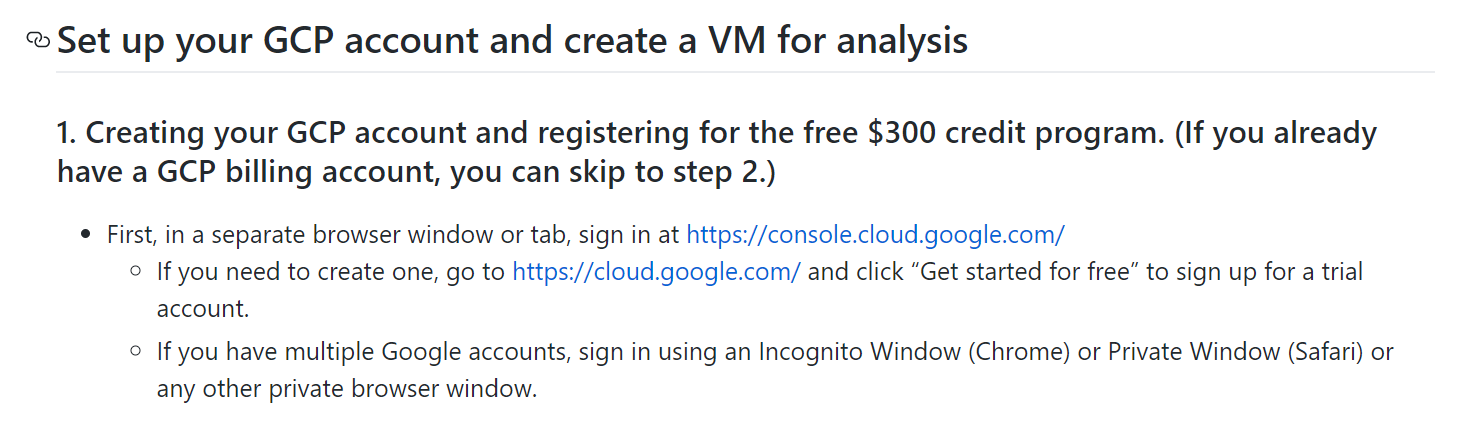 Set up your GCP account and create a VM for analysis
1. Creating your GCP account and registering for the free $300 credit program. (If you already
have a GCP billing account, you can skip to step 2.)
First, in a separate browser window or tab, sign in at https://console.cloud.google.com/
If you need to create one, go to https://cloud.google.com/ and click “Get started for free” to sign up for a trial
account.
If you have multiple Google accounts, sign in using an Incognito Window (Chrome) or Private Window (Safari) or
any other private browser window.